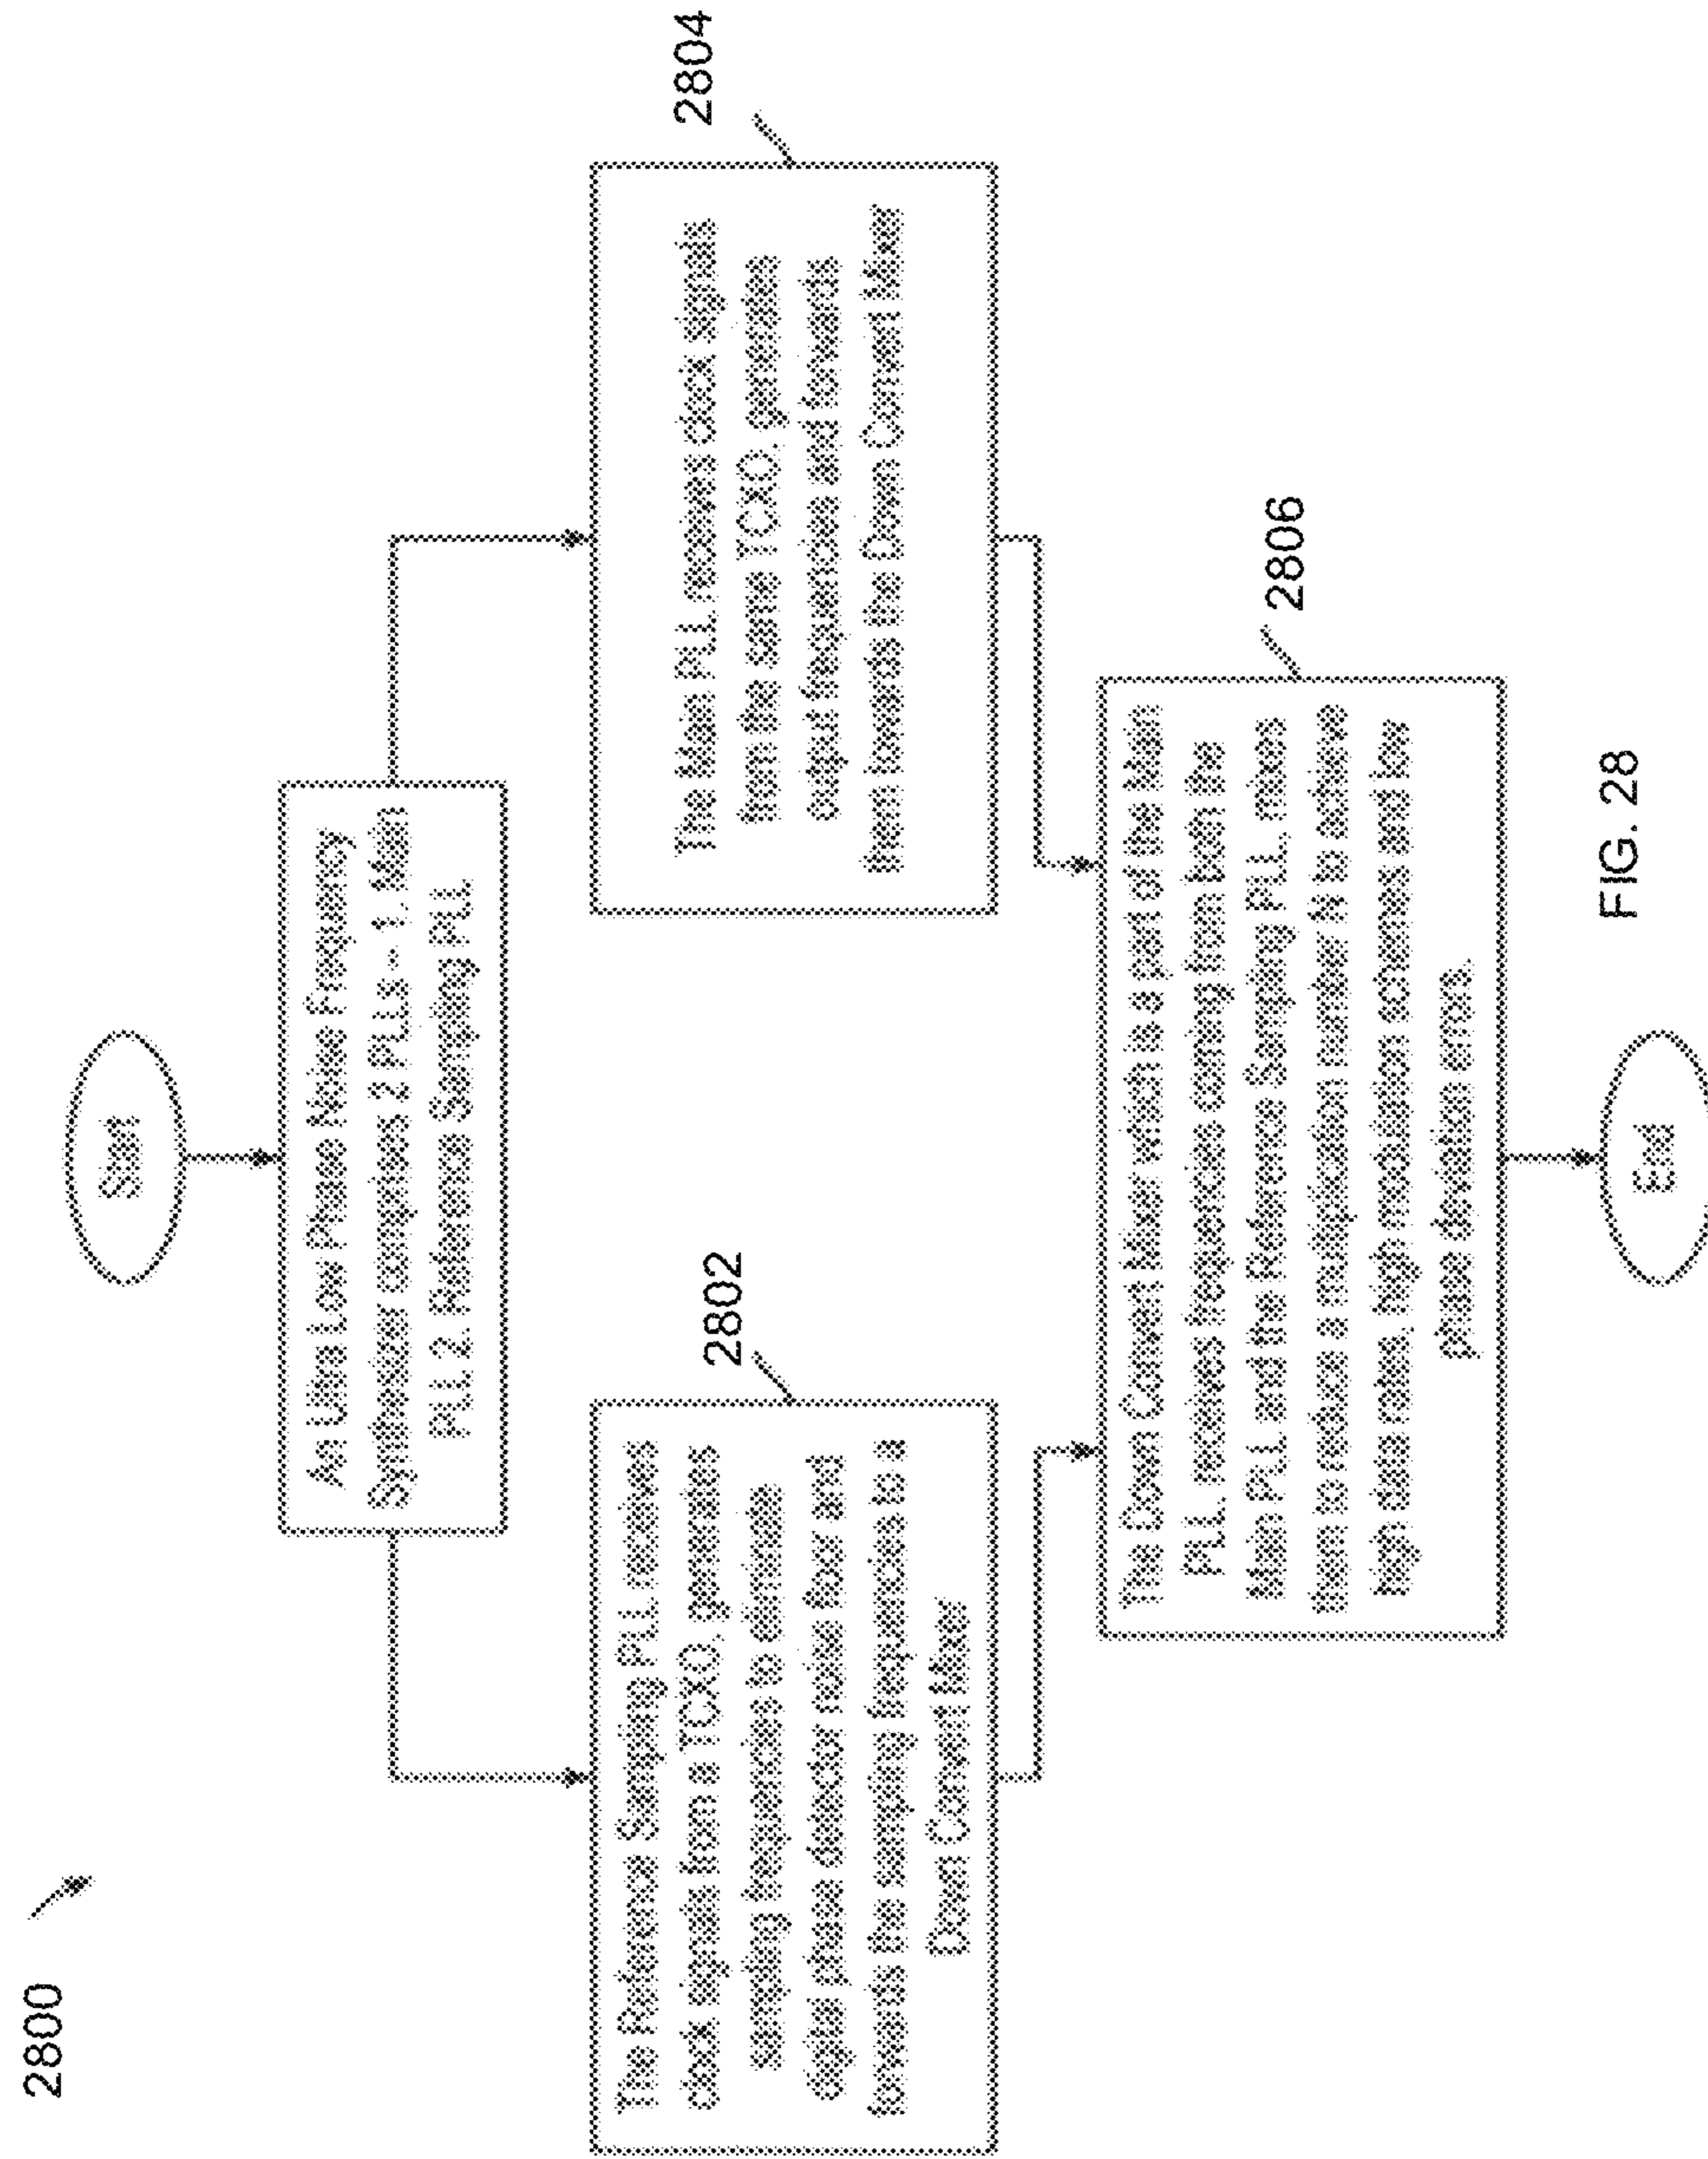 2800
Start
An Ultra Low Phase Noise Frequency
Synthesizer comprises 2 PLLs - 1. Main
PLL 2. Reference Sampling PLL
2802
The Reference Sampling PLL received
clock signals from a TCXO, generates
sampling frequencies to eliminate
digital phase detector noise floor and
forwards the sampling frequencies to a
Down Convert Mixer
2804
The Main PLL receives clock signals
from the same TCXO, generates
output frequencies and forwards
them towards the Down Convert Mixer
2806
The Down Convert Mixer which is a part of the Main
PLL, receives frequencies coming from both the
Main PLL and the Reference Sampling PLL, mixes
them to reduce a multiplication number N to achieve
high data rates, high modulation schemes and low
phase deviation errors.
End
FIG. 28